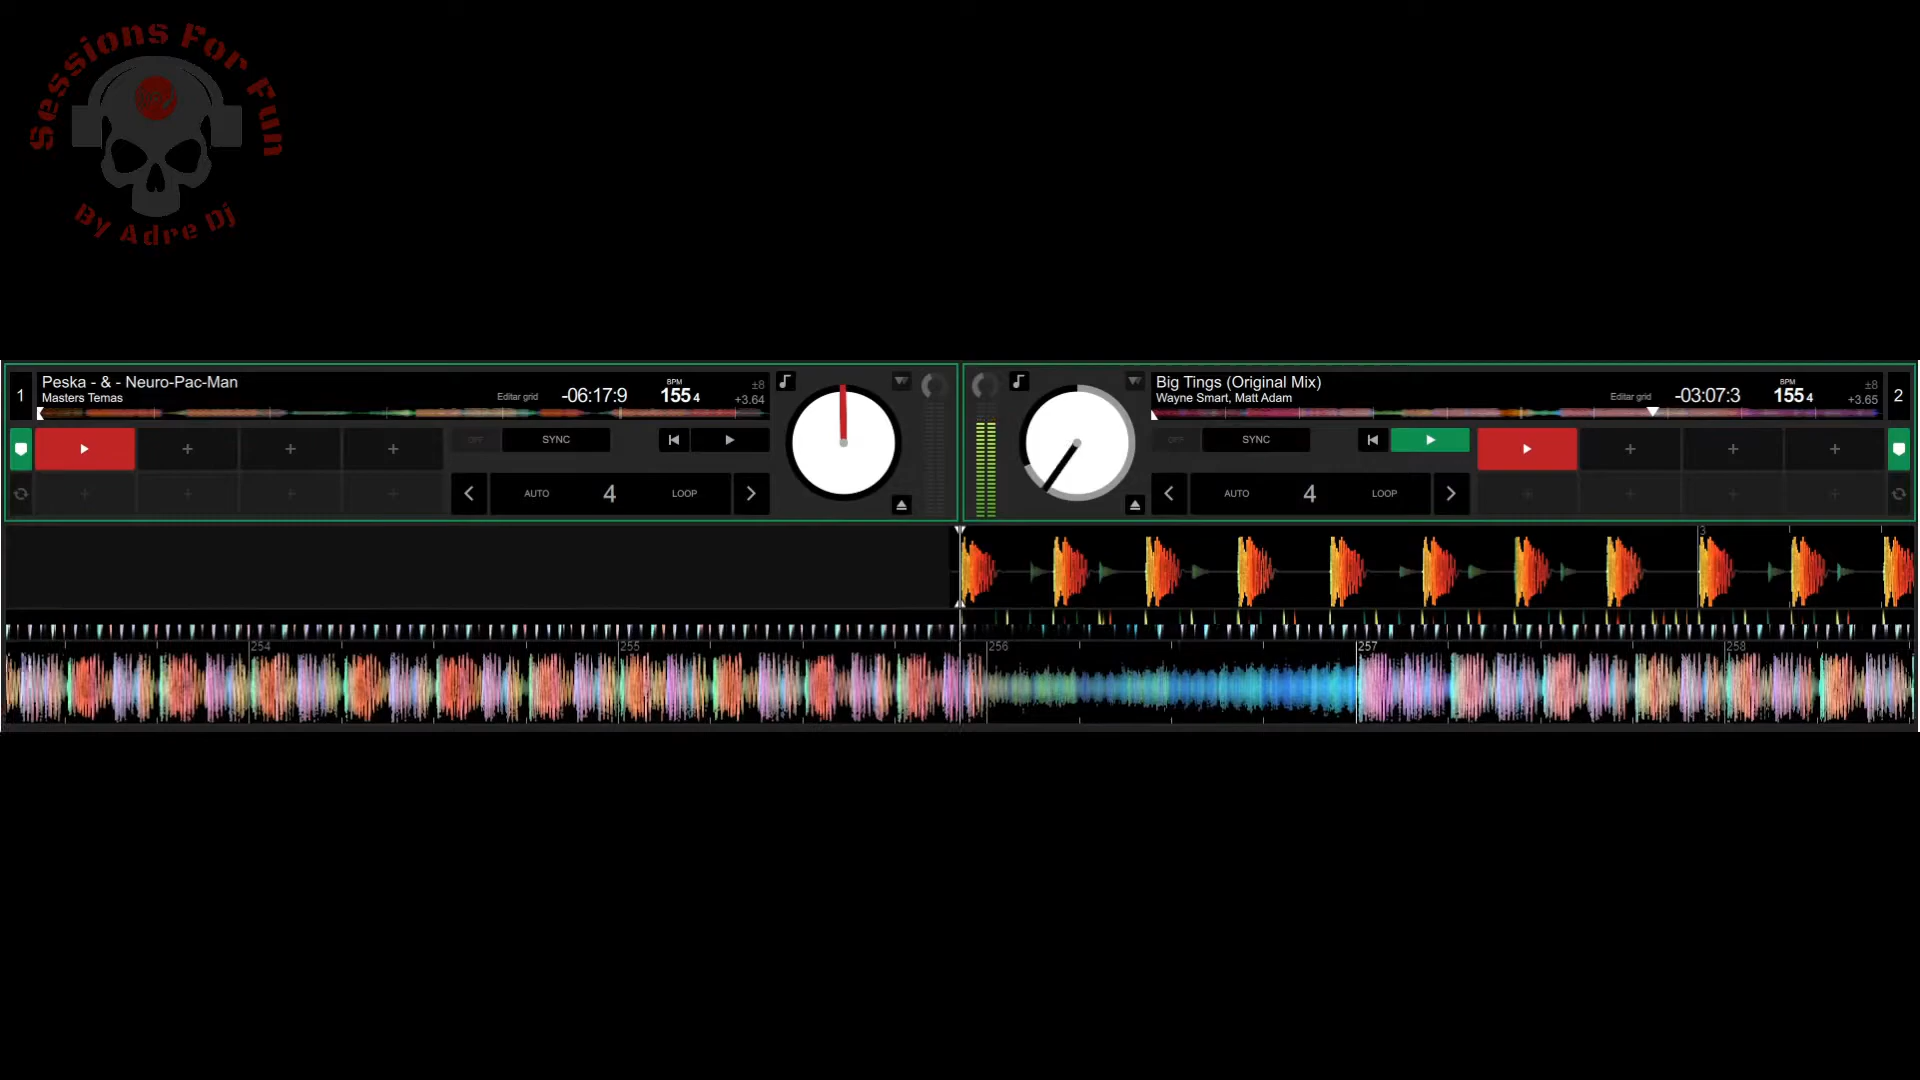 Sessions For Fun
By Adre Dj
1
Peska - & - Neuro-Pac-Man
Masters Temas
Editar grid
-06:17:9
BPM
155 4
±8
+3.64
OFF
SYNC
AUTO
4
LOOP
Big Tings (Original Mix)
Wayne Smart, Matt Adam
Editar grid
-03:07:3
BPM
155 4
±8
+3.65
2
OFF
SYNC
AUTO
4
LOOP
3
254
255
256
257
258